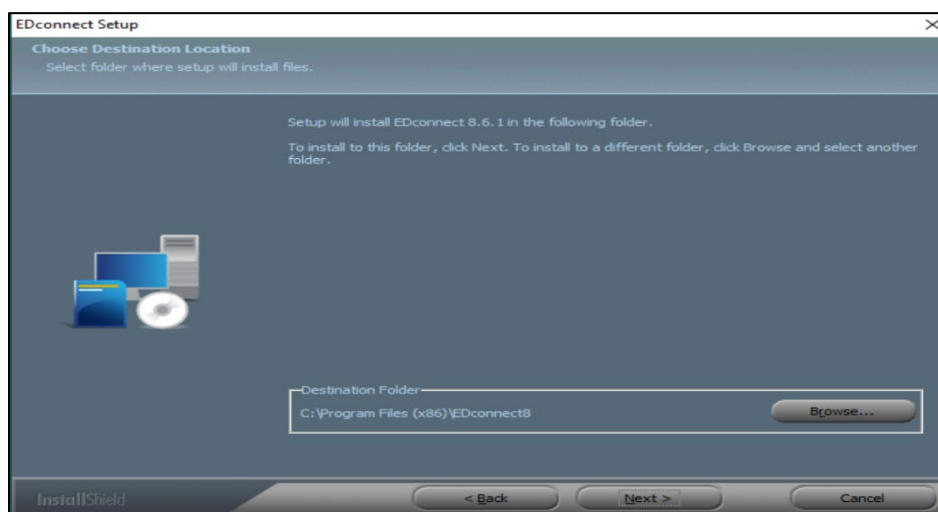 EDconnect Setup
Choose Destination Location
Select folder where setup will install files.
Setup will install EDconnect 8.6.1 in the following folder.
To install to this folder, click Next. To install to a different folder, click Browse and select another
folder.
Destination Folder
C:\Program Files (x86)\EDconnect8
Browse...
InstallShield
< Back
Next >
Cancel